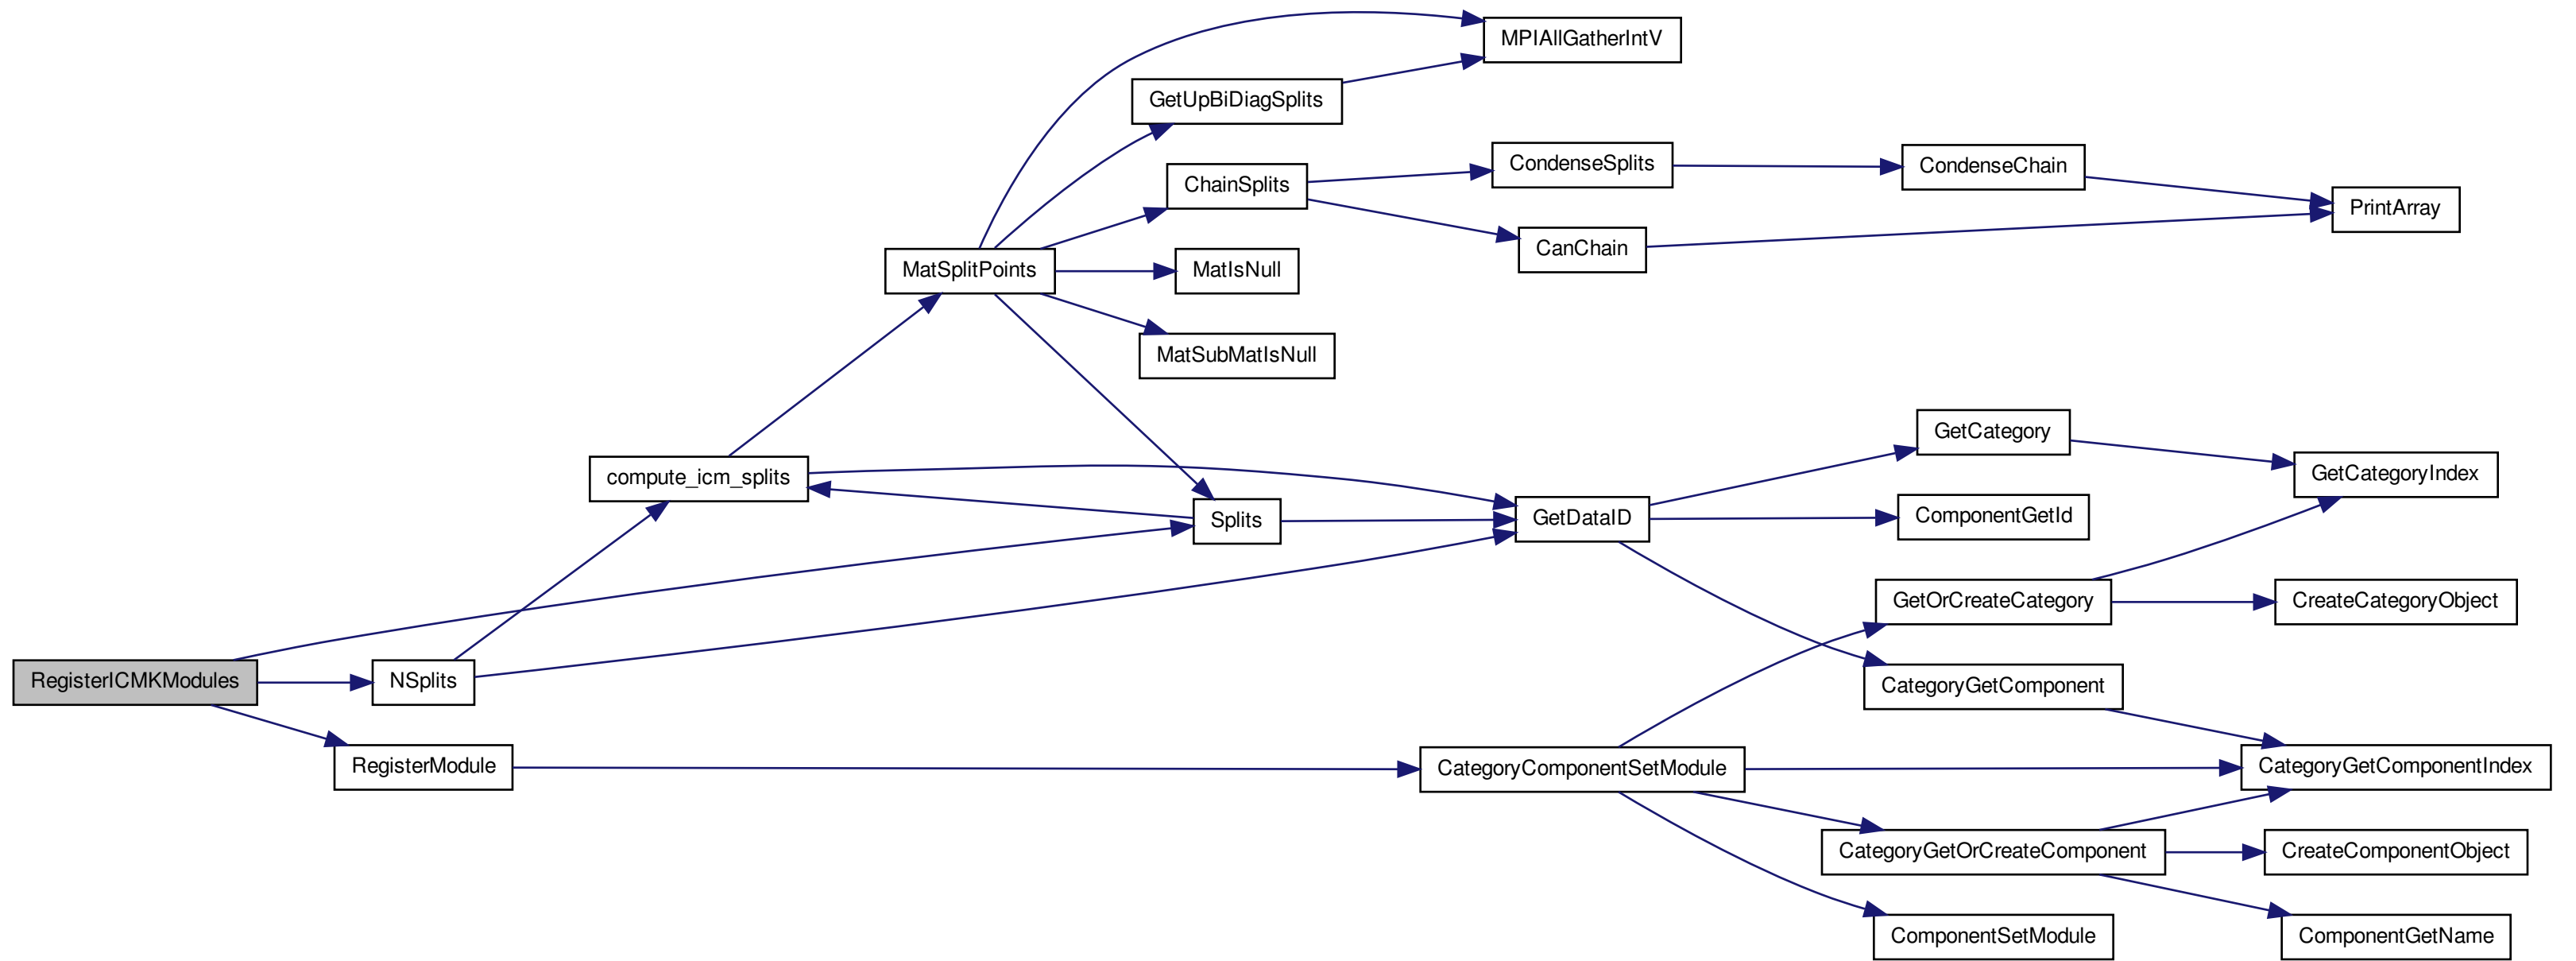 MPIAllGatherIntV
GetUpBiDiagSplits
CondenseSplits
CondenseChain
ChainSplits
PrintArray
CanChain
MatSplitPoints
MatIsNull
MatSubMatIsNull
GetCategory
compute_icm_splits
GetCategoryIndex
Splits
GetDataID
ComponentGetId
GetOrCreateCategory
CreateCategoryObject
RegisterICMKModules
NSplits
CategoryGetComponent
RegisterModule
CategoryComponentSetModule
CategoryGetComponentIndex
CategoryGetOrCreateComponent
CreateComponentObject
ComponentSetModule
ComponentGetName